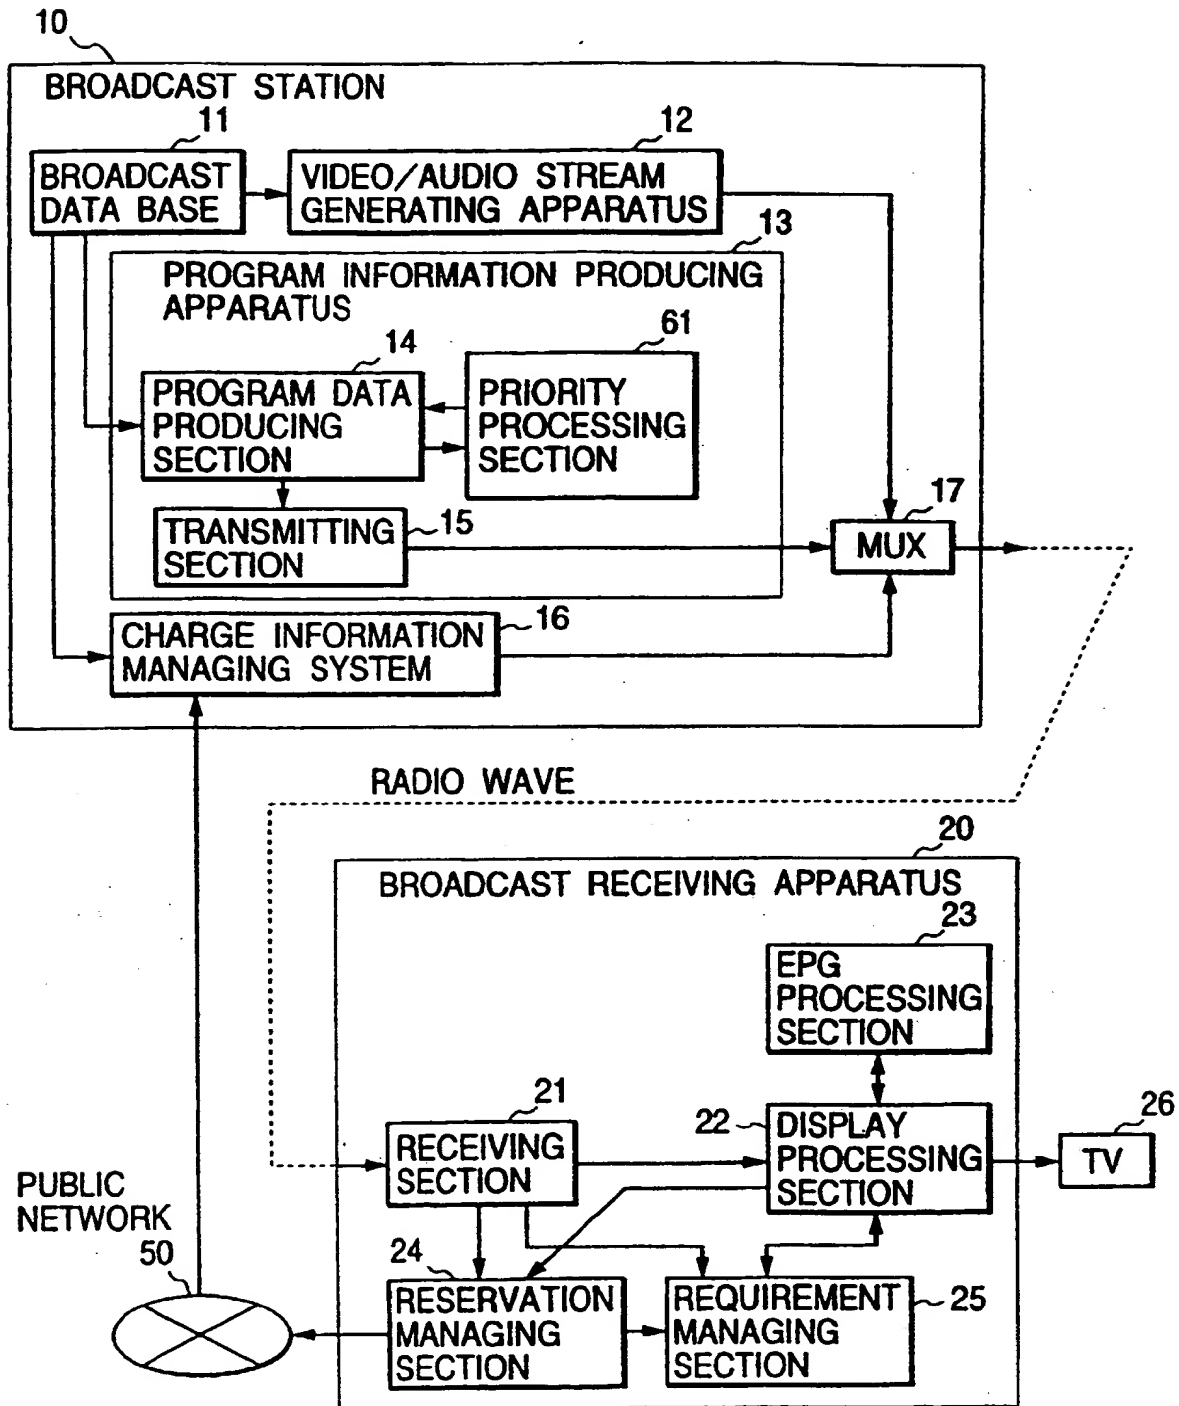 10
BROADCAST STATION
11
12
BROADCAST
DATA BASE
VIDEO/AUDIO STREAM
GENERATING APPARATUS
13
PROGRAM INFORMATION PRODUCING
APPARATUS
61
14
PROGRAM DATA
PRODUCING
SECTION
PRIORITY
PROCESSING
SECTION
17
TRANSMITTING
SECTION
15
MUX
16
CHARGE INFORMATION
MANAGING SYSTEM
RADIO WAVE
20
BROADCAST RECEIVING APPARATUS
23
EPG
PROCESSING
SECTION
21
RECEIVING
SECTION
22
DISPLAY
PROCESSING
SECTION
26
TV
PUBLIC
NETWORK
50
24
RESERVATION
MANAGING
SECTION
REQUIREMENT
MANAGING
SECTION
25